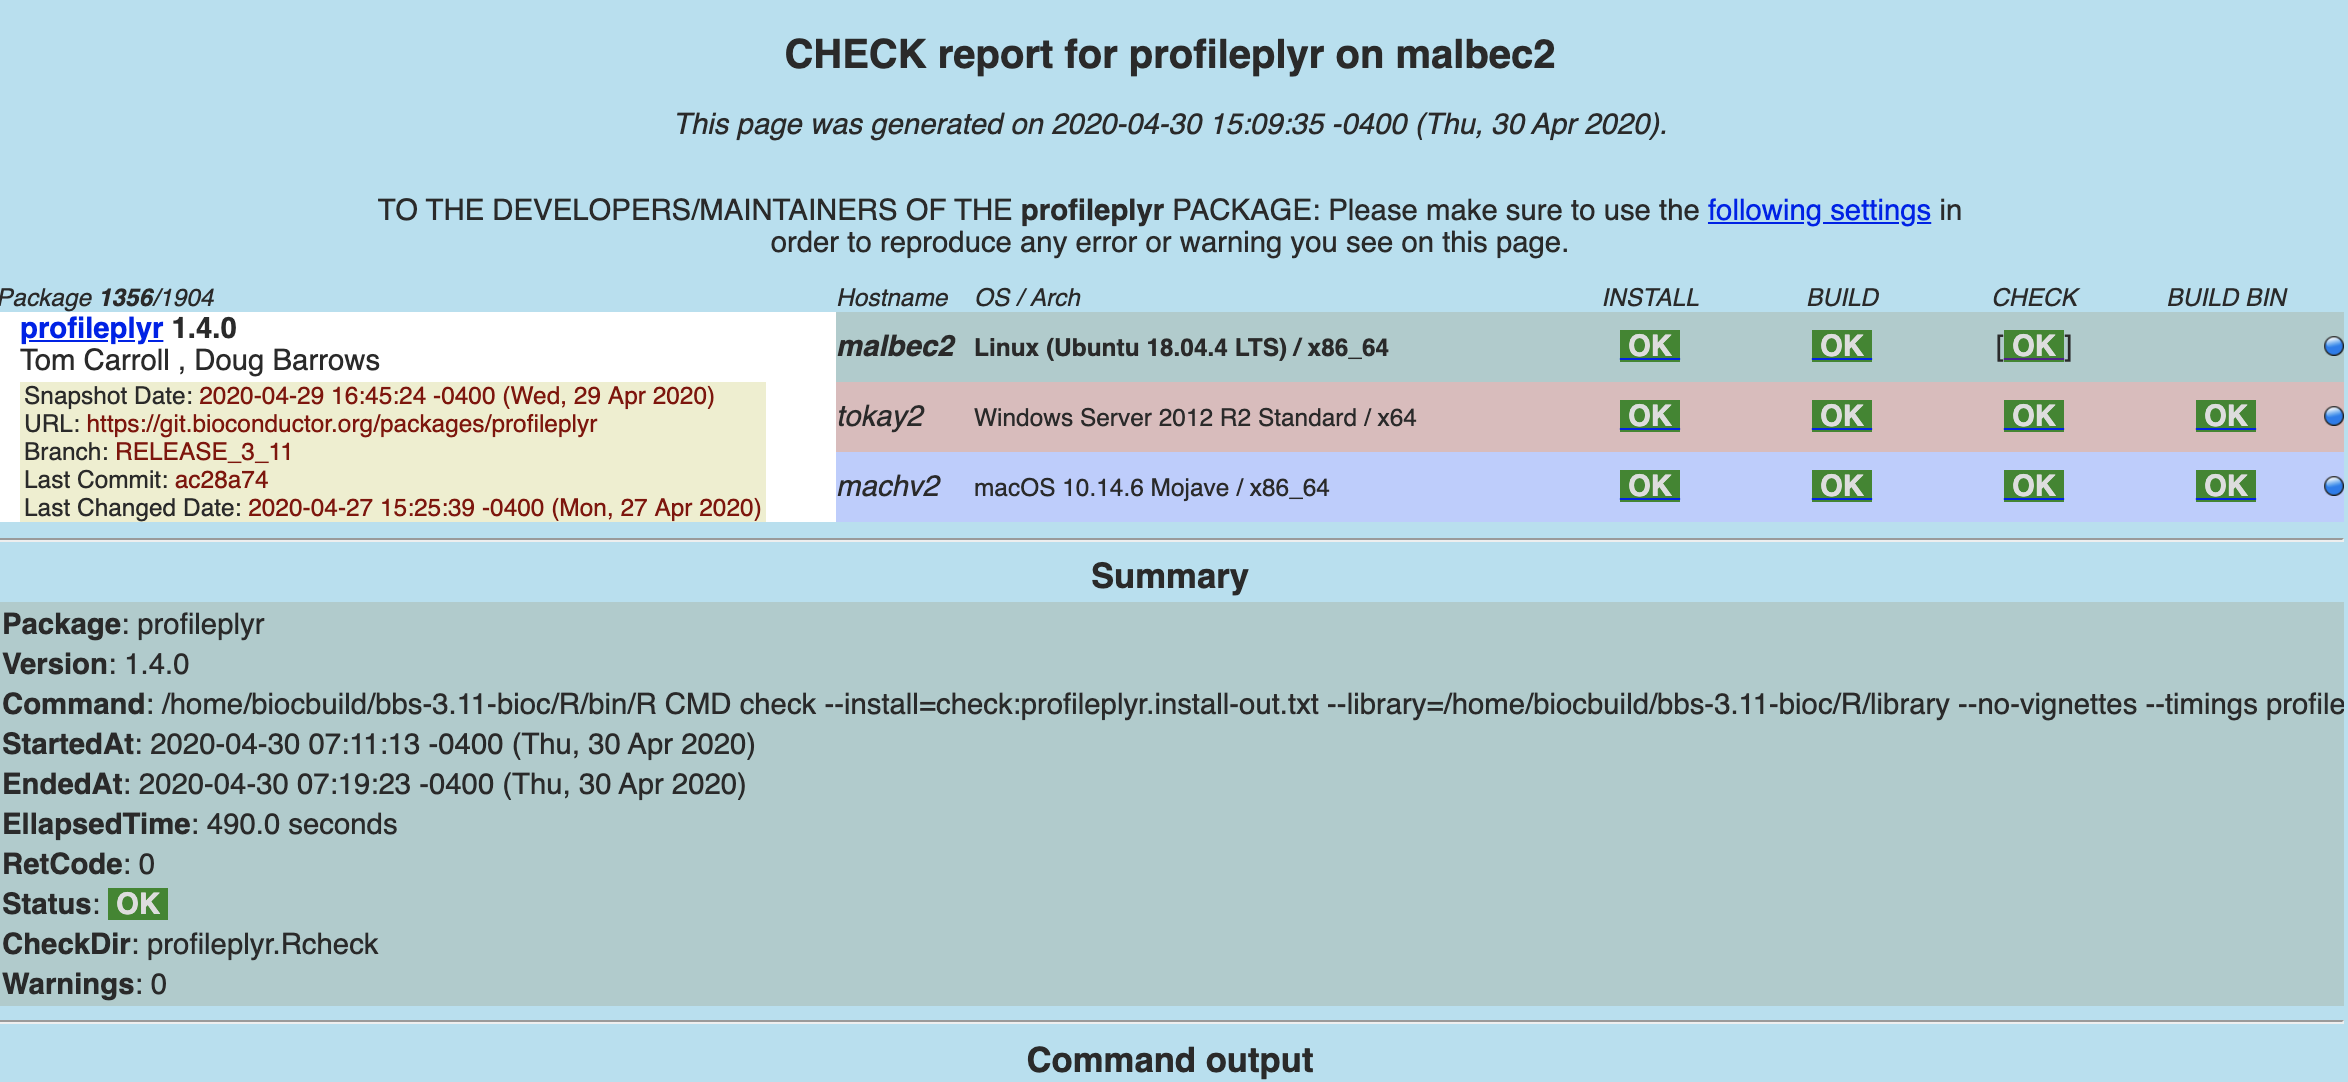 CHECK report for profileplyr on malbec2
This page was generated on 2020-04-30 15:09:35 -0400 (Thu, 30 Apr 2020).
TO THE DEVELOPERS/MAINTAINERS OF THE profileplyr PACKAGE: Please make sure to use the following settings in
order to reproduce any error or warning you see on this page.
Package 1356/1904 Hostname OS / Arch INSTALL BUILD CHECK BUILD BIN
profileplyr 1.4.0
Tom Carroll , Doug Barrows
Snapshot Date: 2020-04-29 16:45:24 -0400 (Wed, 29 Apr 2020)
URL: https://git.bioconductor.org/packages/profileplyr
Branch: RELEASE_3_11
Last Commit: ac28a74
Last Changed Date: 2020-04-27 15:25:39 -0400 (Mon, 27 Apr 2020)
malbec2 Linux (Ubuntu 18.04.4 LTS) / x86_64 OK OK [ OK ]
tokay2 Windows Server 2012 R2 Standard / x64 OK OK OK OK
machv2 macOS 10.14.6 Mojave / x86_64 OK OK OK OK
Summary
Package: profileplyr
Version: 1.4.0
Command: /home/biocbuild/bbs-3.11-bioc/R/bin/R CMD check --install=check:profileplyr.install-out.txt --library=/home/biocbuild/bbs-3.11-bioc/R/library --no-vignettes --timings profile
StartedAt: 2020-04-30 07:11:13 -0400 (Thu, 30 Apr 2020)
EndedAt: 2020-04-30 07:19:23 -0400 (Thu, 30 Apr 2020)
EllapsedTime: 490.0 seconds
RetCode: 0
Status: OK
CheckDir: profileplyr.Rcheck
Warnings: 0
Command output